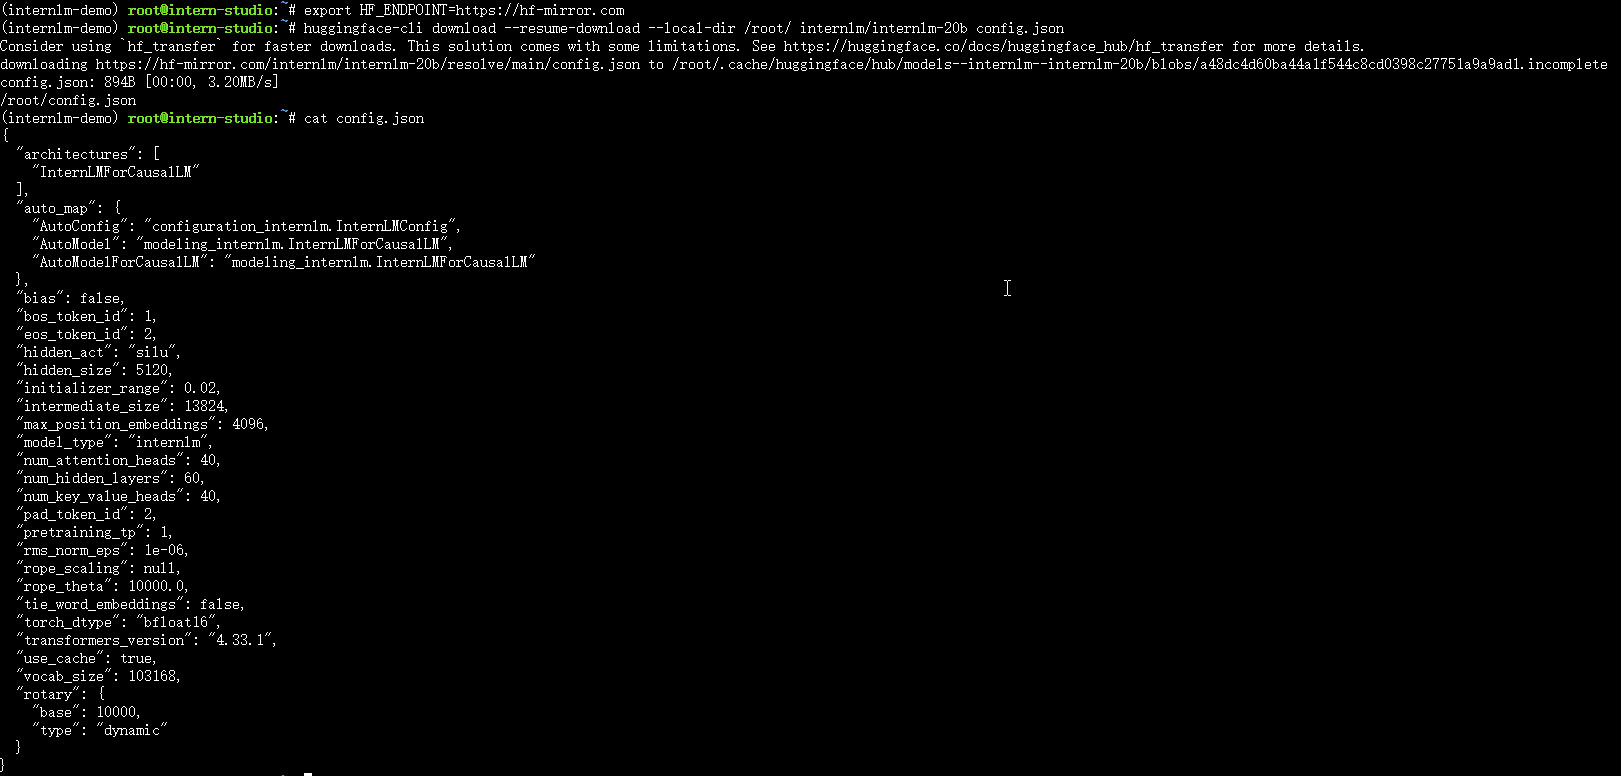 (internlm-demo) root@intern-studio:~# export HF_ENDPOINT=https://hf-mirror.com
(internlm-demo) root@intern-studio:~# huggingface-cli download --resume-download --local-dir /root/ internlm/internlm-20b config.json
Consider using `hf_transfer` for faster downloads. This solution comes with some limitations. See https://huggingface.co/docs/huggingface_hub/hf_transfer for more details.
downloading https://hf-mirror.com/internlm/internlm-20b/resolve/main/config.json to /root/.cache/huggingface/hub/models--internlm--internlm-20b/blobs/a48dc4d60ba44a1f544c8cd0398c27751a9a9ad1.incomplete
config.json: 894B [00:00, 3.20MB/s]
/root/config.json
(internlm-demo) root@intern-studio:~# cat config.json
{
  "architectures": [
    "InternLMForCausalLM"
  ],
  "auto_map": {
    "AutoConfig": "configuration_internlm.InternLMConfig",
    "AutoModel": "modeling_internlm.InternLMForCausalLM",
    "AutoModelForCausalLM": "modeling_internlm.InternLMForCausalLM"
  },
  "bias": false,
  "bos_token_id": 1,
  "eos_token_id": 2,
  "hidden_act": "silu",
  "hidden_size": 5120,
  "initializer_range": 0.02,
  "intermediate_size": 13824,
  "max_position_embeddings": 4096,
  "model_type": "internlm",
  "num_attention_heads": 40,
  "num_hidden_layers": 60,
  "num_key_value_heads": 40,
  "pad_token_id": 2,
  "pretraining_tp": 1,
  "rms_norm_eps": 1e-06,
  "rope_scaling": null,
  "rope_theta": 10000.0,
  "tie_word_embeddings": false,
  "torch_dtype": "bfloat16",
  "transformers_version": "4.33.1",
  "use_cache": true,
  "vocab_size": 103168,
  "rotary": {
    "base": 10000,
    "type": "dynamic"
  }
}